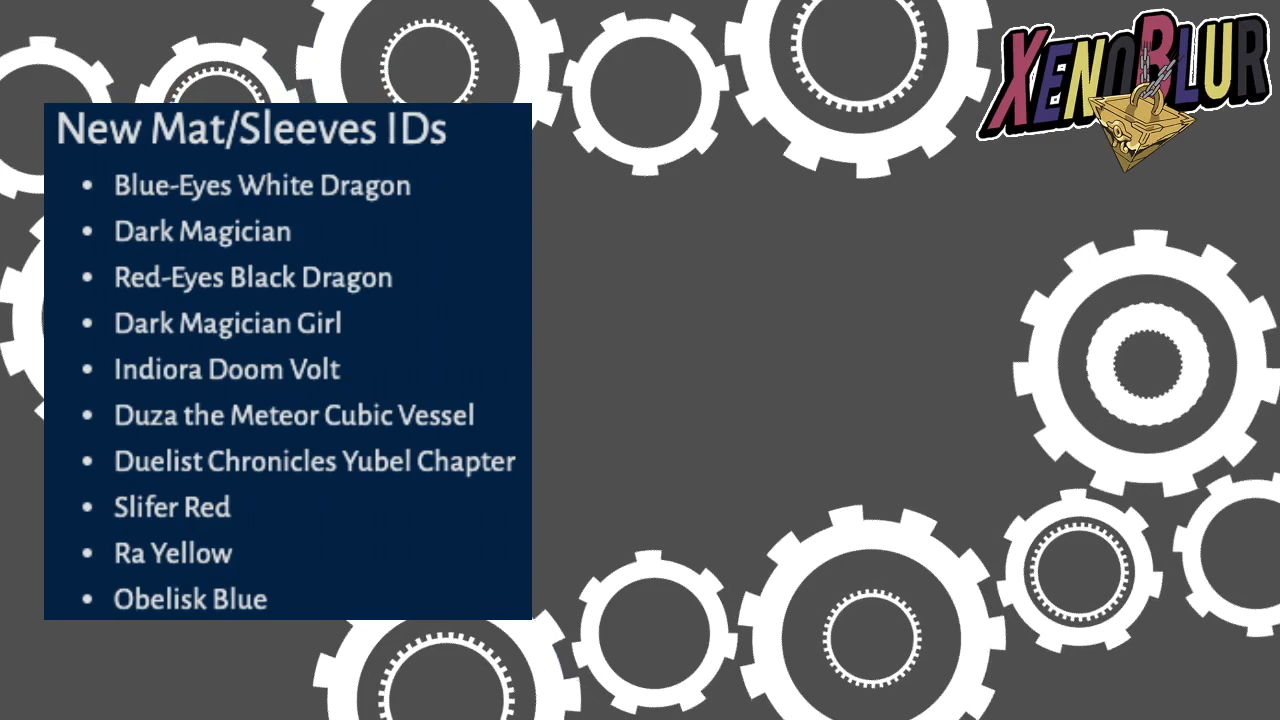 XENOBLUR
New Mat/Sleeves IDs
• Blue-Eyes White Dragon
• Dark Magician
• Red-Eyes Black Dragon
• Dark Magician Girl
• Indiora Doom Volt
• Duza the Meteor Cubic Vessel
• Duelist Chronicles Yubel Chapter
• Slifer Red
• Ra Yellow
• Obelisk Blue